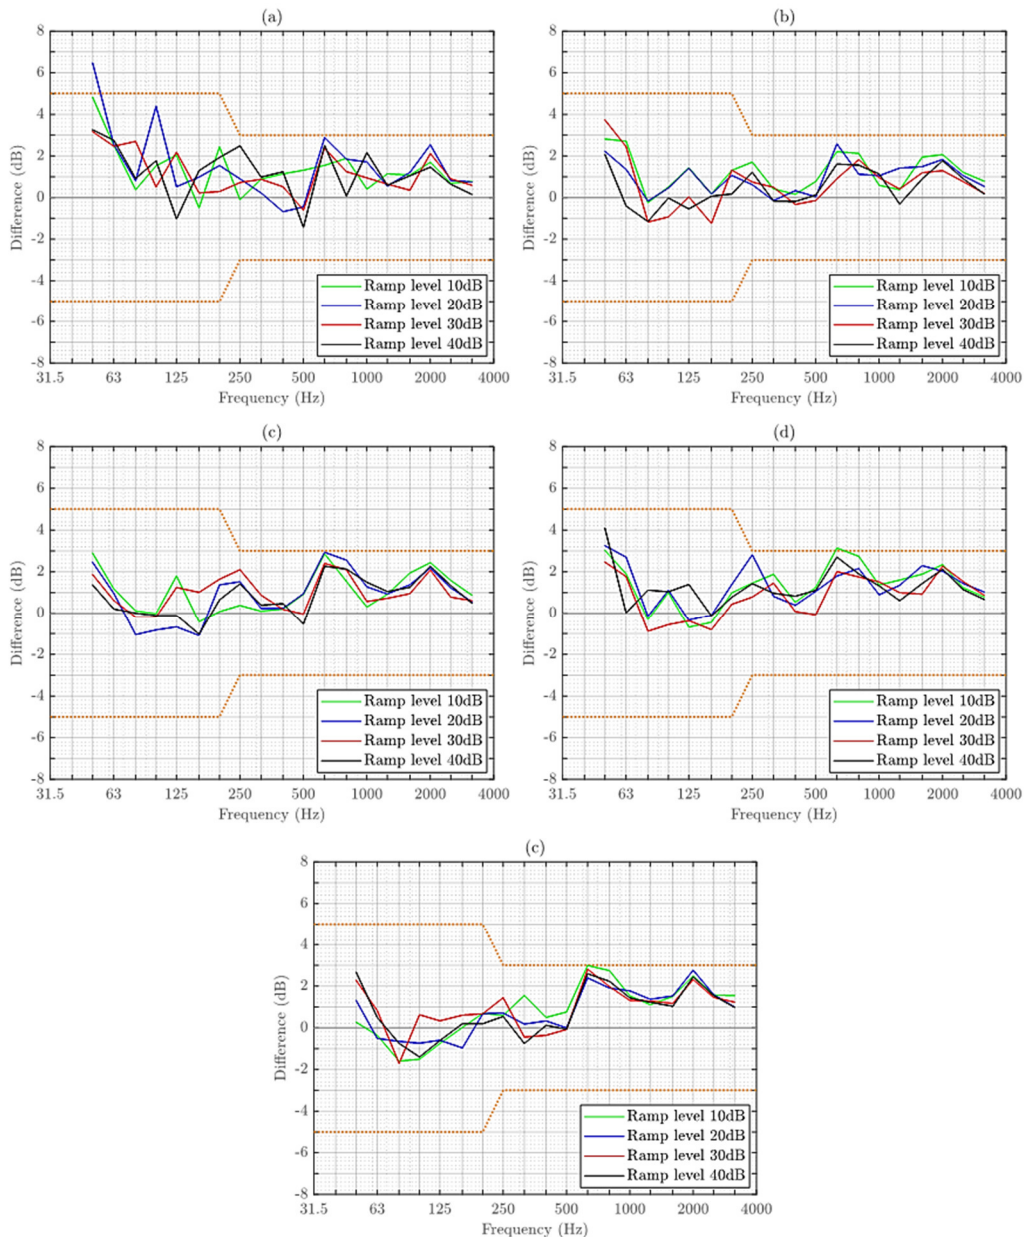 (a)
8
6
4
2
0
-2
-4
-6
-8
Difference (dB)
Ramp level 10dB
Ramp level 20dB
Ramp level 30dB
Ramp level 40dB
31.5 63 125 250 500 1000 2000 4000
Frequency (Hz)
(b)
8
6
4
2
0
-2
-4
-6
-8
Difference (dB)
Ramp level 10dB
Ramp level 20dB
Ramp level 30dB
Ramp level 40dB
31.5 63 125 250 500 1000 2000 4000
Frequency (Hz)
(c)
8
6
4
2
0
-2
-4
-6
-8
Difference (dB)
Ramp level 10dB
Ramp level 20dB
Ramp level 30dB
Ramp level 40dB
31.5 63 125 250 500 1000 2000 4000
Frequency (Hz)
(d)
8
6
4
2
0
-2
-4
-6
-8
Difference (dB)
Ramp level 10dB
Ramp level 20dB
Ramp level 30dB
Ramp level 40dB
31.5 63 125 250 500 1000 2000 4000
Frequency (Hz)
(c)
8
6
4
2
0
-2
-4
-6
-8
Difference (dB)
Ramp level 10dB
Ramp level 20dB
Ramp level 30dB
Ramp level 40dB
31.5 63 125 250 500 1000 2000 4000
Frequency (Hz)